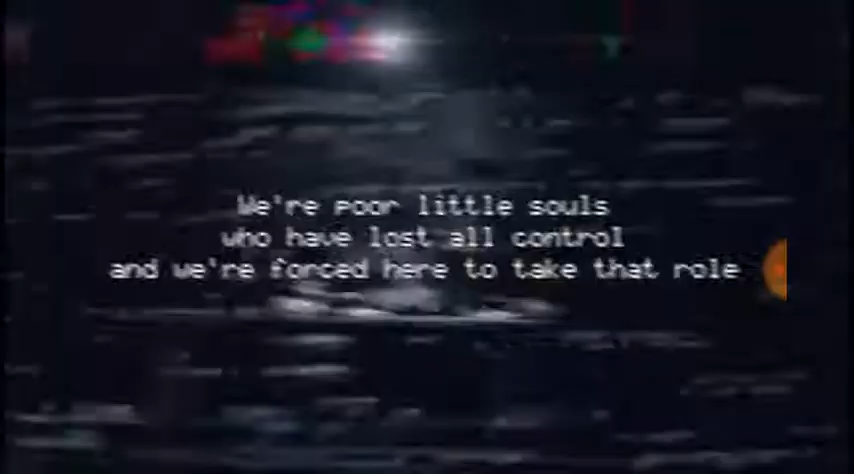 We're poor little souls
who have lost all control
and we're forced here to take that role